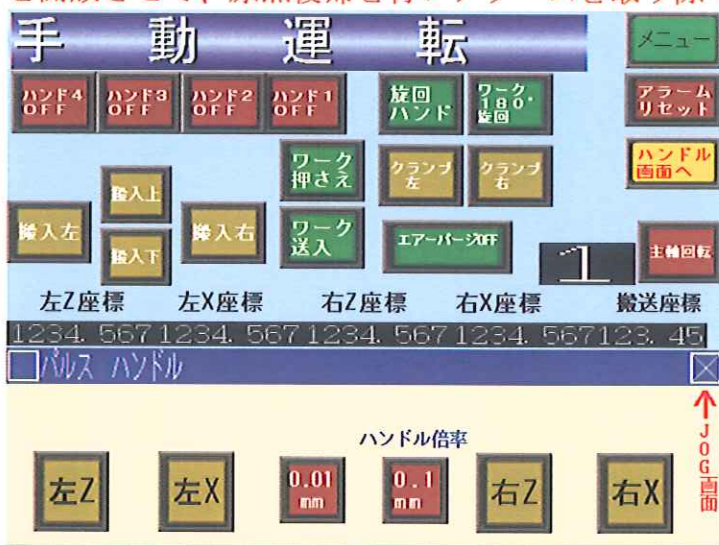 手動運転
メニュー
ハンド4
OFF
ハンド3
OFF
ハンド2
OFF
ハンド1
OFF
旋回
ハンド
ワーク
180°
旋回
アラーム
リセット
ワーク
押さえ
クランプ
左
クランプ
右
ハンドル
画面へ
搬入上
搬入左
搬入下
搬入右
ワーク
送入
エアーパージOFF
1
主軸回転
左Z座標 左X座標 右Z座標 右X座標 搬送座標
1234.567 1234.567 1234.567 1234.567 123.45
パルス ハンドル
↑JOG画面
ハンドル倍率
左Z
左X
0.01
mm
0.1
mm
右Z
右X